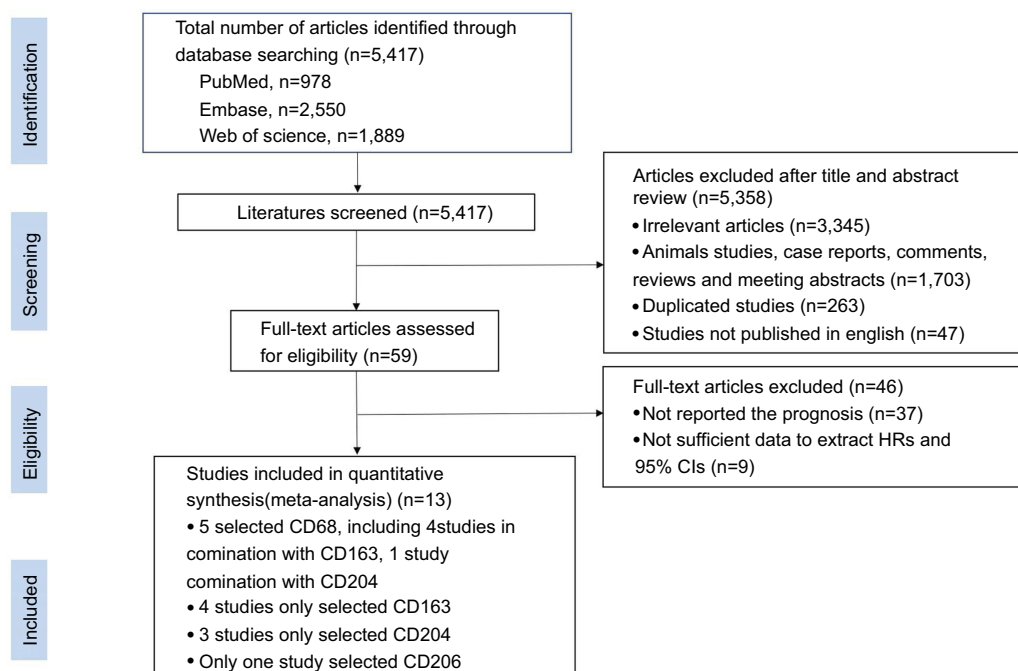 Identification
Total number of articles identified through
database searching (n=5,417)
PubMed, n=978
Embase, n=2,550
Web of science, n=1,889
Screening
Literatures screened (n=5,417)
Articles excluded after title and abstract
review (n=5,358)
•Irrelevant articles (n=3,345)
•Animals studies, case reports, comments,
reviews and meeting abstracts (n=1,703)
•Duplicated studies (n=263)
•Studies not published in english (n=47)
Full-text articles assessed
for eligibility (n=59)
Eligibility
Full-text articles excluded (n=46)
•Not reported the prognosis (n=37)
•Not sufficient data to extract HRs and
95% CIs (n=9)
Included
Studies included in quantitative
synthesis(meta-analysis) (n=13)
• 5 selected CD68, including 4studies in
comination with CD163, 1 study
comination with CD204
• 4 studies only selected CD163
• 3 studies only selected CD204
• Only one study selected CD206